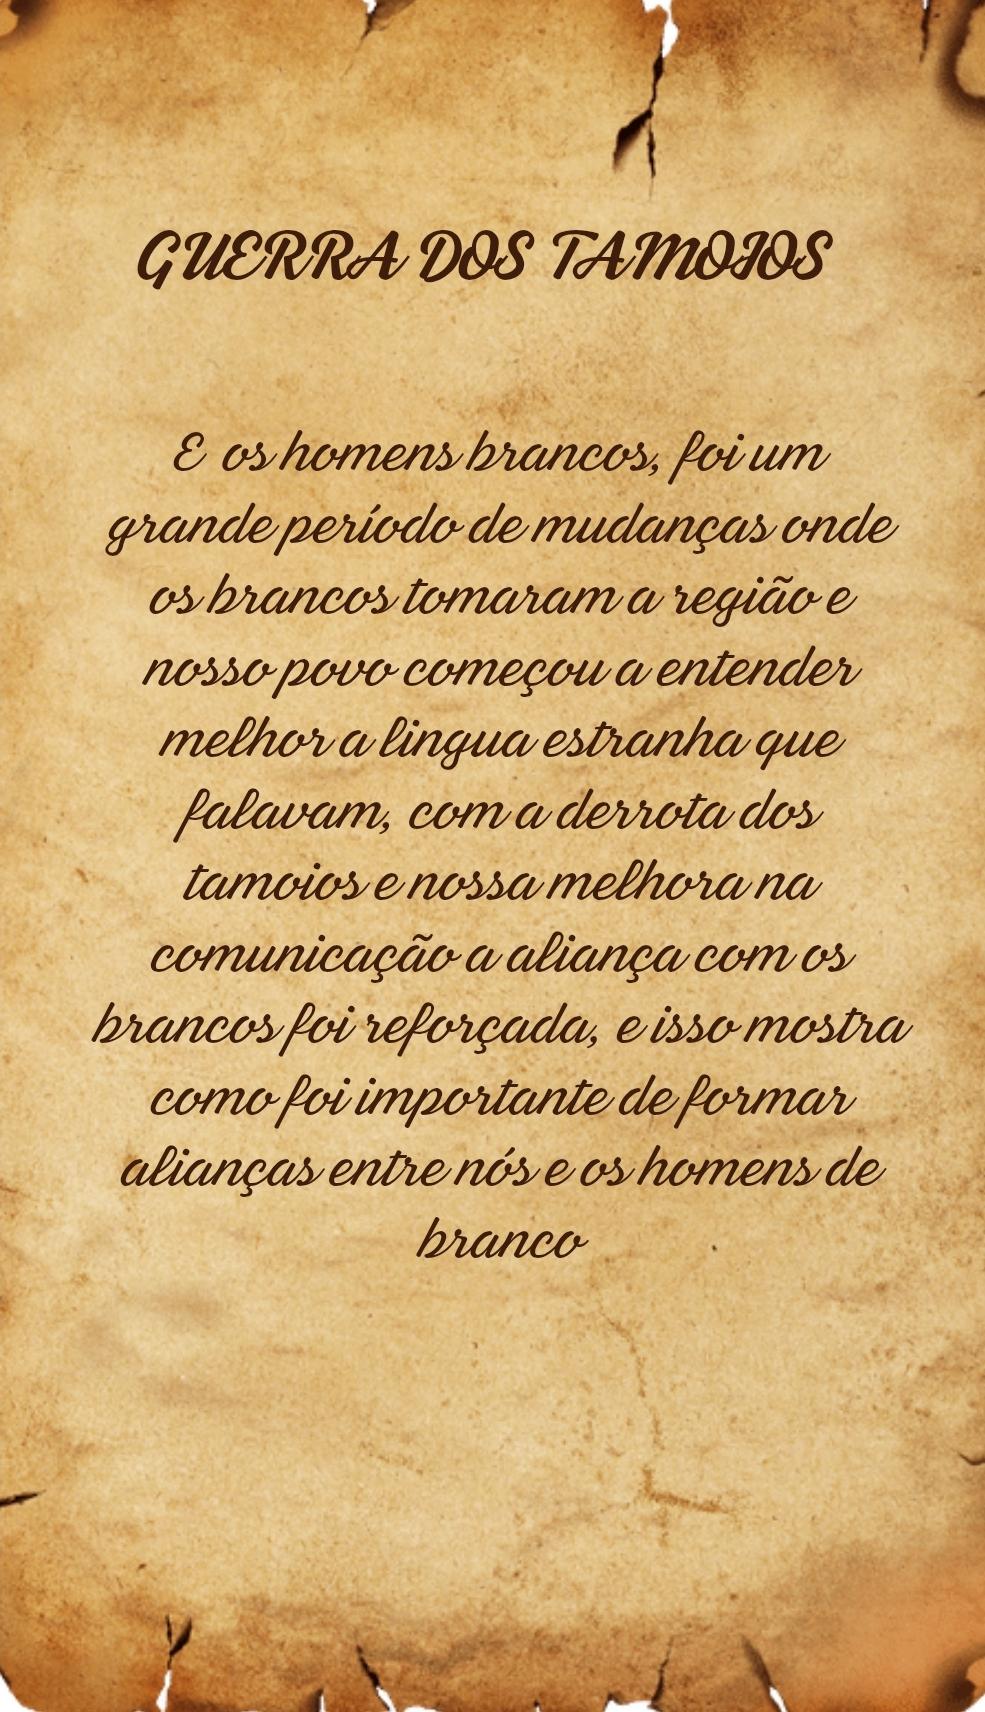 GUERRA DOS TAMOIOS
E os homens brancos, foi um
grande período de mudanças onde
os brancos tomaram a região e
nosso povo começou a entender
melhor a lingua estranha que
falavam, com a derrota dos
tamoios e nossa melhora na
comunicação a aliança com os
brancos foi reforçada, e isso mostra
como foi importante de formar
alianças entre nós e os homens de
branco